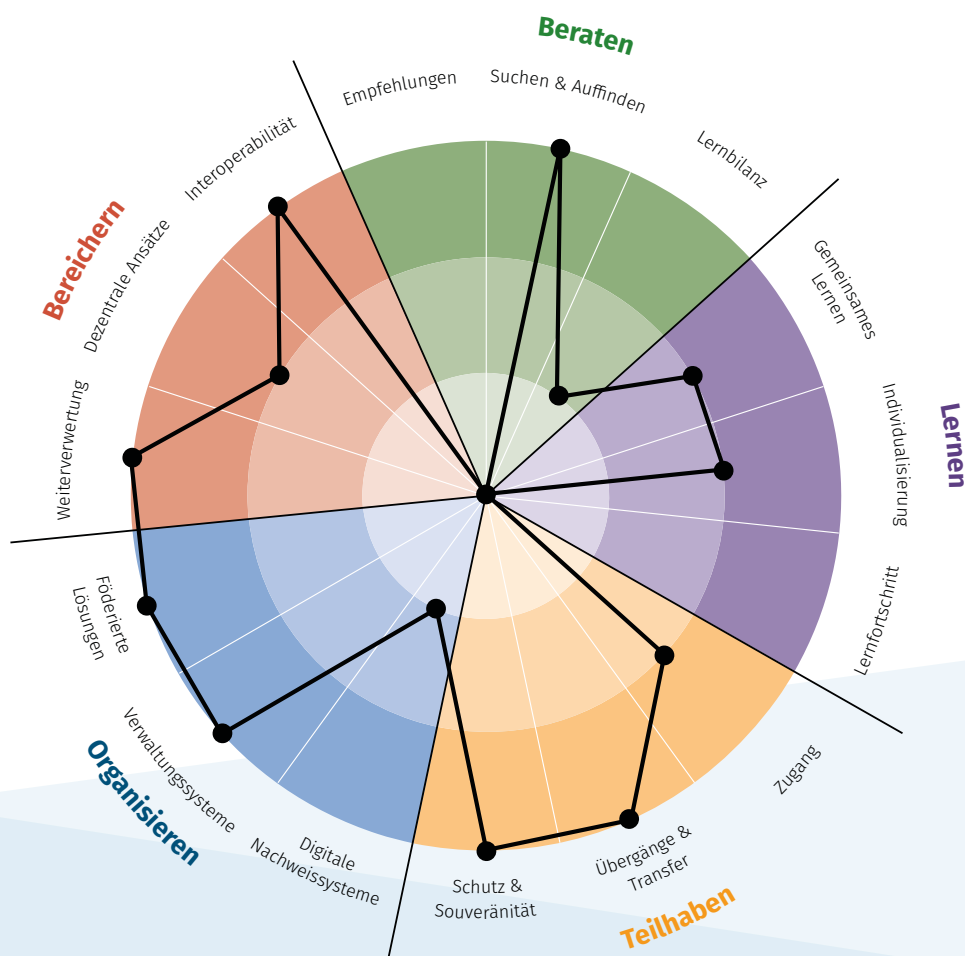 Beraten
Empfehlungen
Suchen & Auffinden
Lernbilanz
Lernen
Gemeinsames
Lernen
Individualisierung
Lernfortschritt
Teilhaben
Zugang
Übergänge &
Transfer
Schutz &
Souveränität
Organisieren
Digitale
Nachweissysteme
Verwaltungssysteme
Föderierte
Lösungen
Bereichern
Weiterverwertung
Dezentrale Ansätze
Interoperabilität